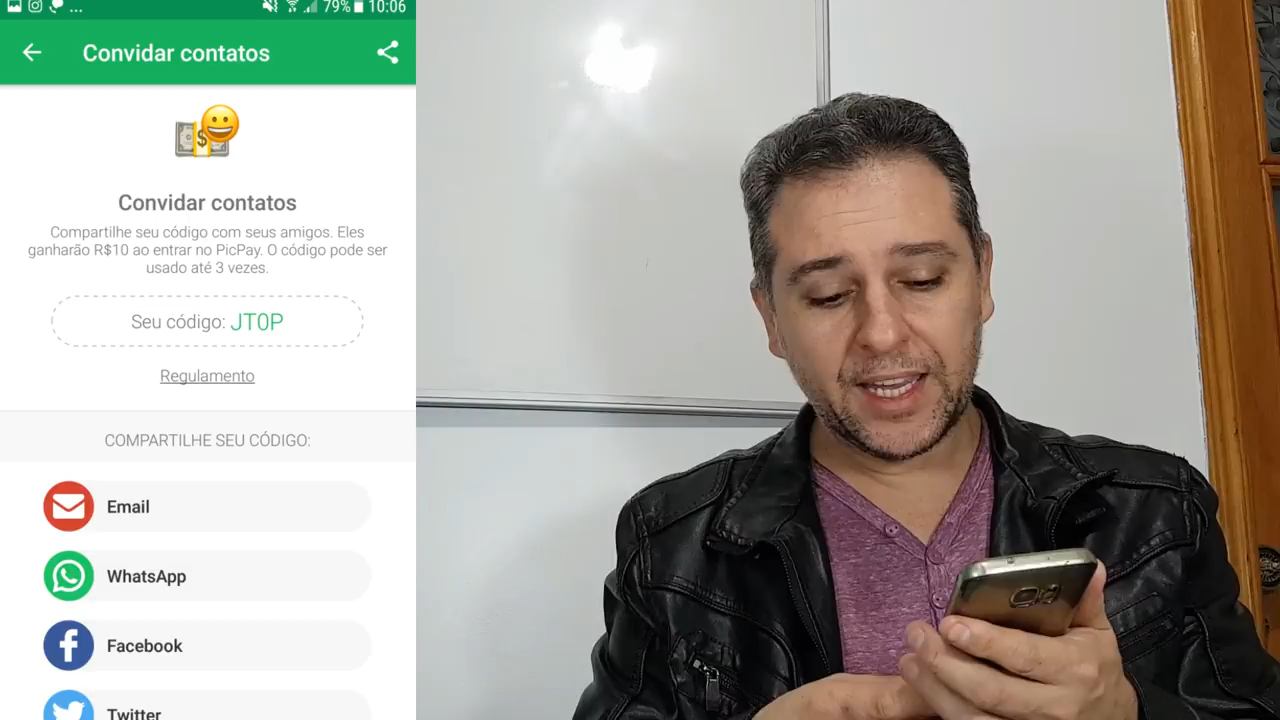 ... 79% 10:06
Convidar contatos
$
Convidar contatos
Compartilhe seu código com seus amigos. Eles
ganharão R$10 ao entrar no PicPay. O código pode ser
usado até 3 vezes.
Seu código: JT0P
Regulamento
COMPARTILHE SEU CÓDIGO:
Email
WhatsApp
Facebook
Twitter